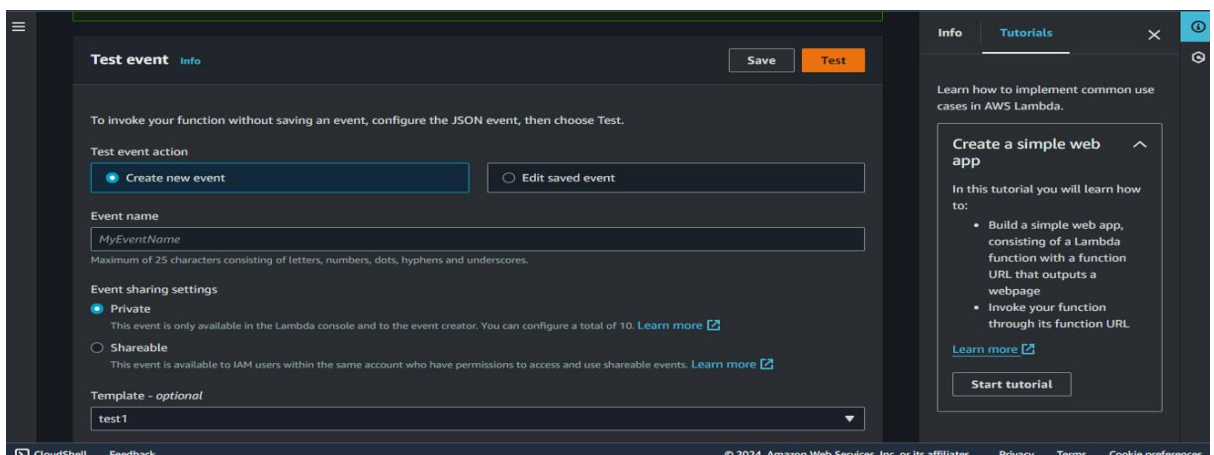 Test event Info
Save
Test
To invoke your function without saving an event, configure the JSON event, then choose Test.
Test event action
Create new event
Edit saved event
Event name
MyEventName
Maximum of 25 characters consisting of letters, numbers, dots, hyphens and underscores.
Event sharing settings
Private
This event is only available in the Lambda console and to the event creator. You can configure a total of 10. Learn more
Shareable
This event is available to IAM users within the same account who have permissions to access and use shareable events. Learn more
Template - optional
test1
Info
Tutorials
Learn how to implement common use
cases in AWS Lambda.
Create a simple web
app
In this tutorial you will learn how
to:
Build a simple web app,
consisting of a Lambda
function with a function
URL that outputs a
webpage
Invoke your function
through its function URL
Learn more
Start tutorial
CloudShell Feedback © 2024, Amazon Web Services, Inc. or its affiliates. Privacy Terms Cookie preferences